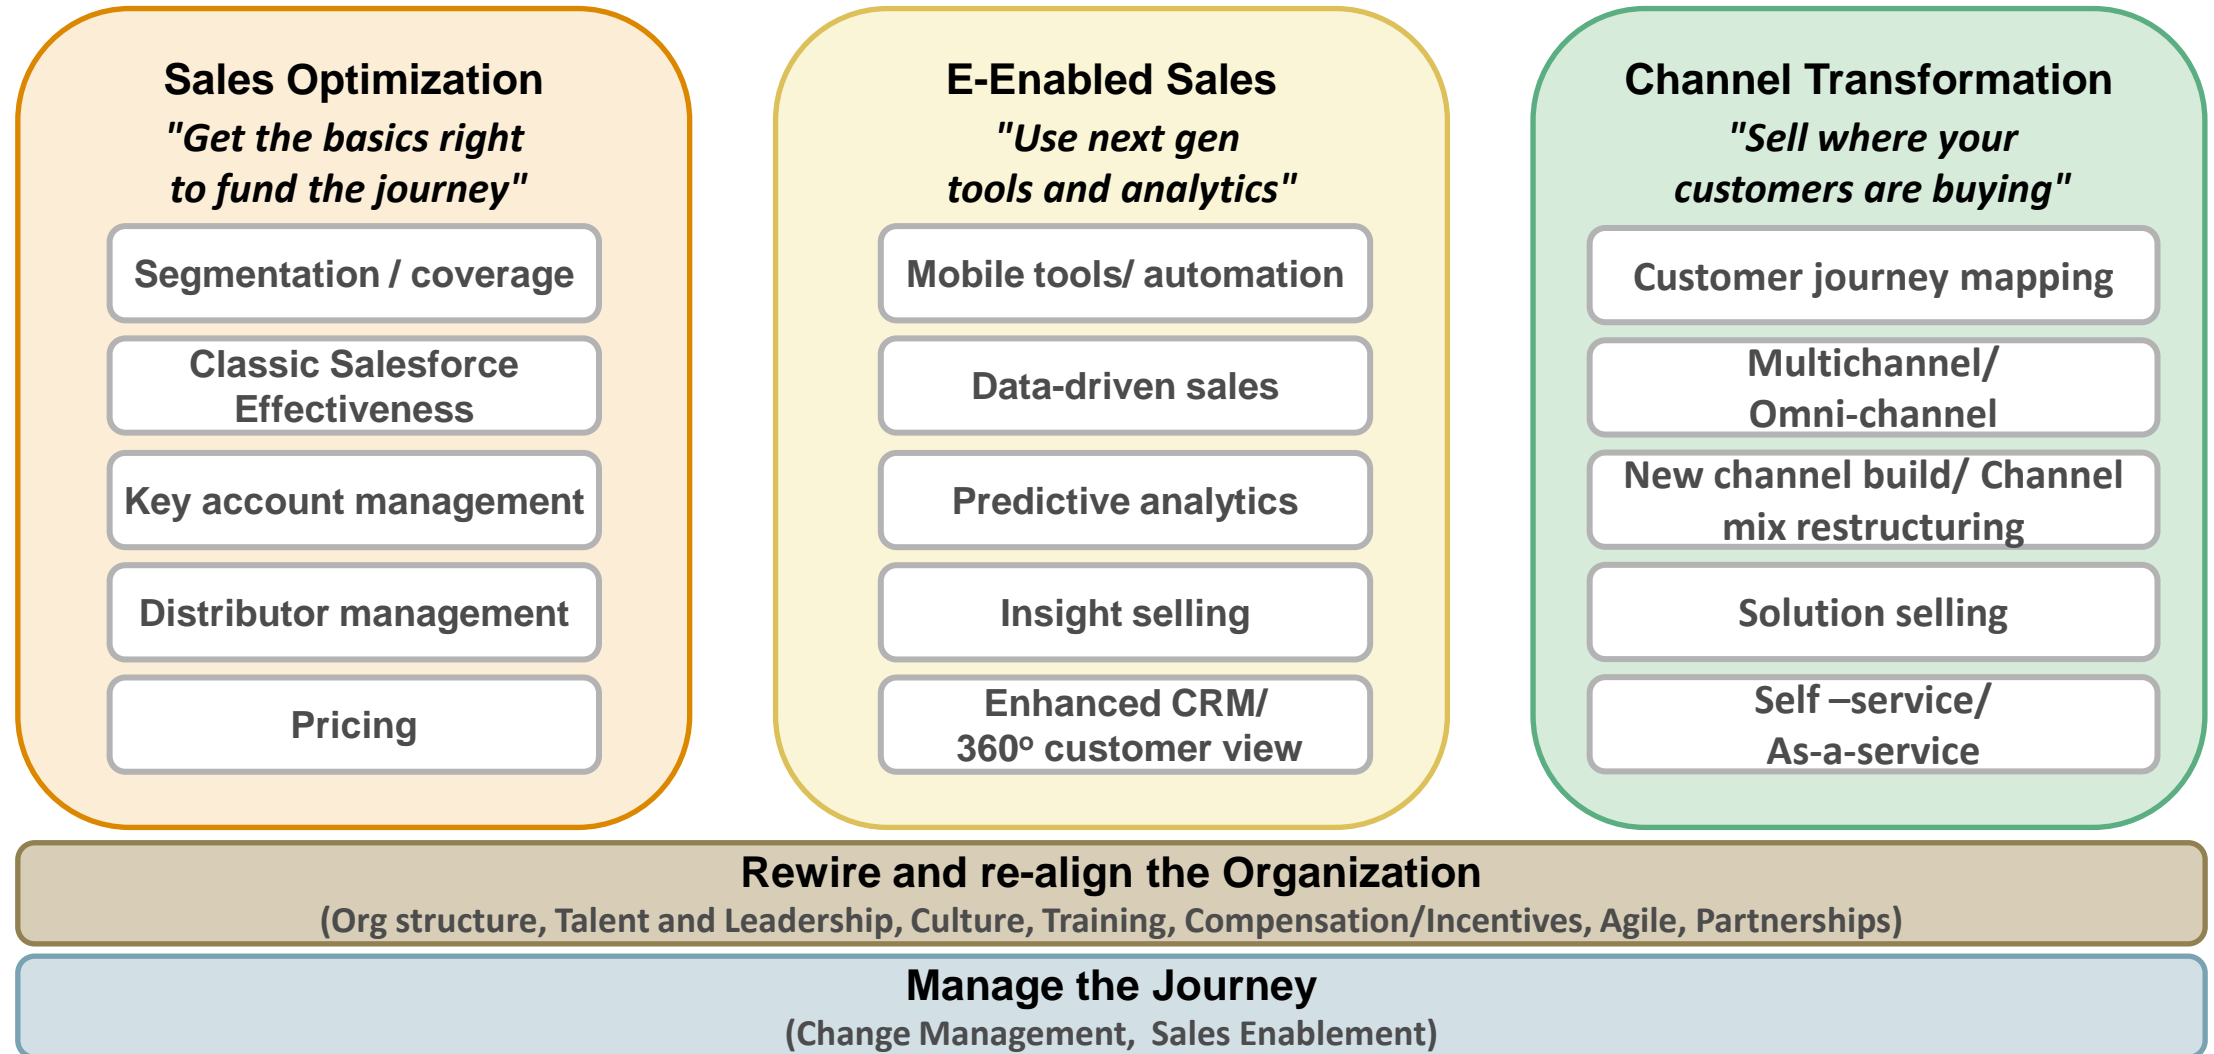 Sales Optimization
"Get the basics right
to fund the journey"
Segmentation / coverage
Classic Salesforce
Effectiveness
Key account management
Distributor management
Pricing
E-Enabled Sales
"Use next gen
tools and analytics"
Mobile tools/ automation
Data-driven sales
Predictive analytics
Insight selling
Enhanced CRM/
360º customer view
Channel Transformation
"Sell where your
customers are buying"
Customer journey mapping
Multichannel/
Omni-channel
New channel build/ Channel
mix restructuring
Solution selling
Self –service/
As-a-service
Rewire and re-align the Organization
(Org structure, Talent and Leadership, Culture, Training, Compensation/Incentives, Agile, Partnerships)
Manage the Journey
(Change Management,  Sales Enablement)